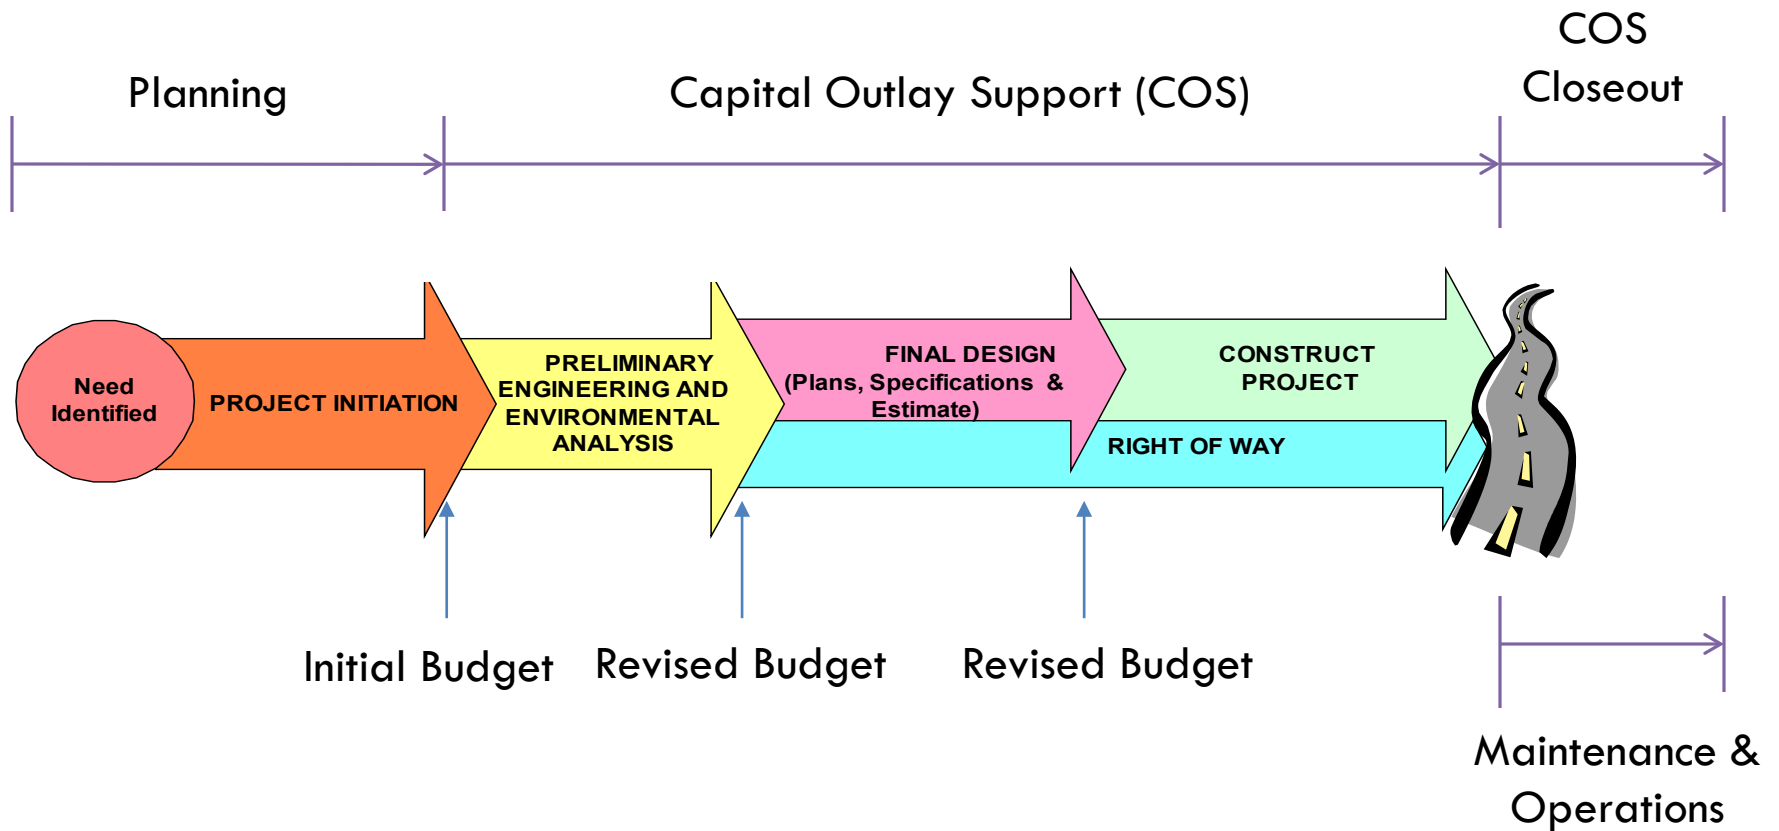 COS
Closeout
Planning
Capital Outlay Support (COS)
Need
Identified
PROJECT INITIATION
PRELIMINARY
ENGINEERING AND
ENVIRONMENTAL
ANALYSIS
FINAL DESIGN
(Plans, Specifications &
Estimate)
CONSTRUCT
PROJECT
RIGHT OF WAY
Initial Budget
Revised Budget
Revised Budget
Maintenance &
Operations